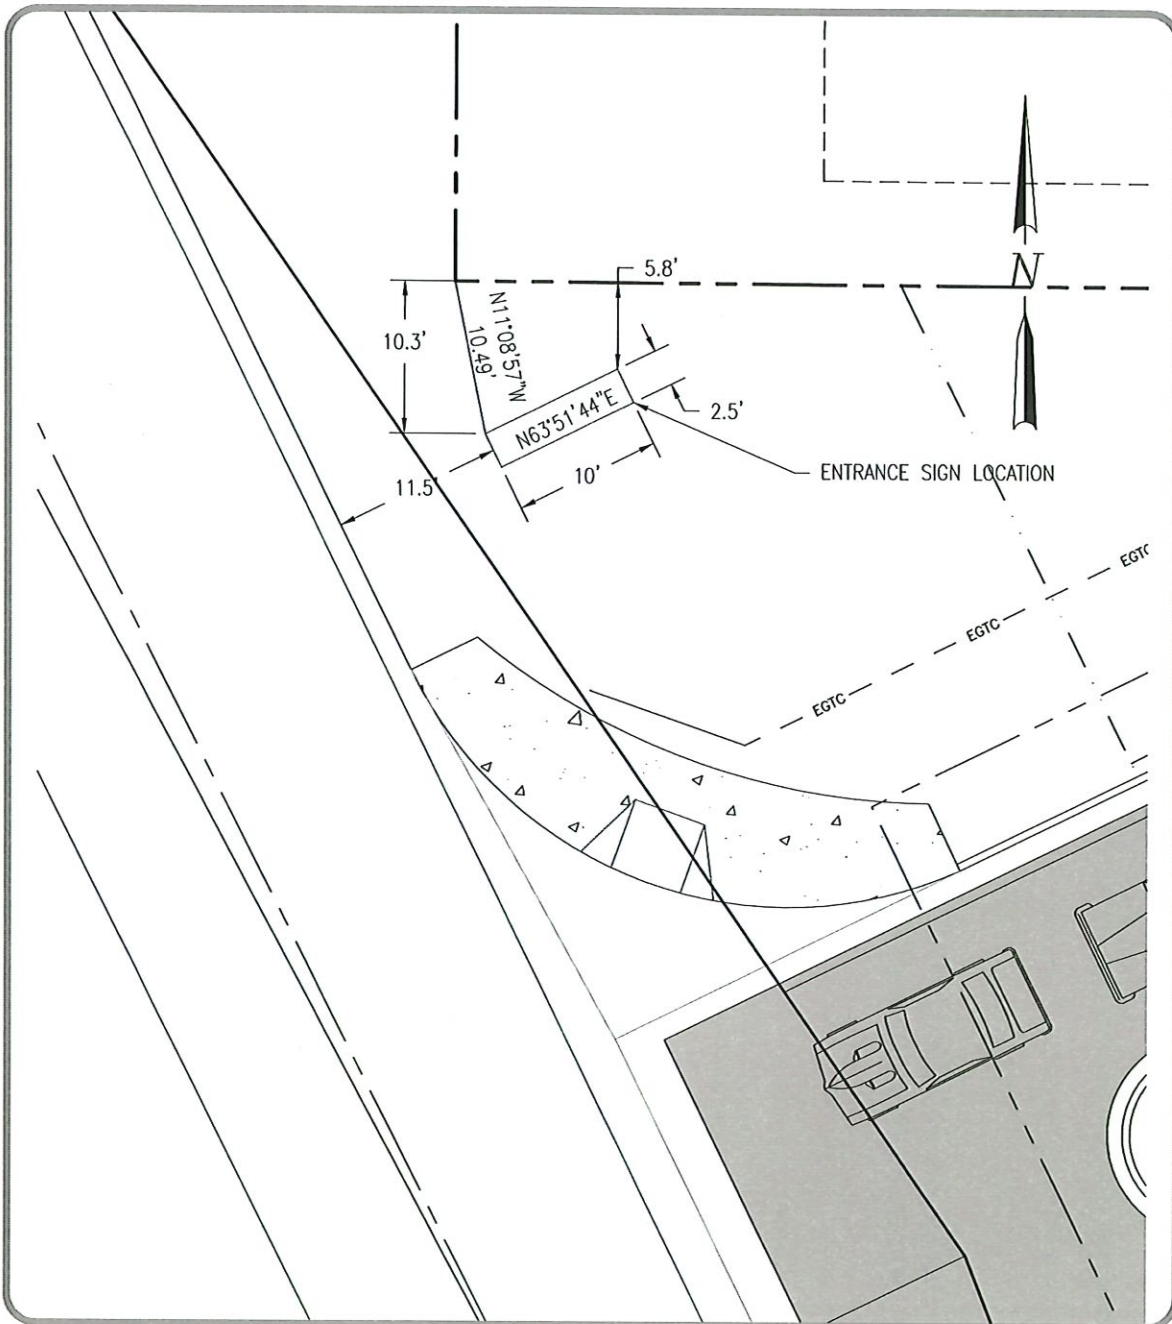 N
5.8'
10.3'
N11°08'57"W
10.49'
2.5'
N63°51'44"E
10'
11.5
ENTRANCE SIGN LOCATION
EGTC
EGTC
EGTC